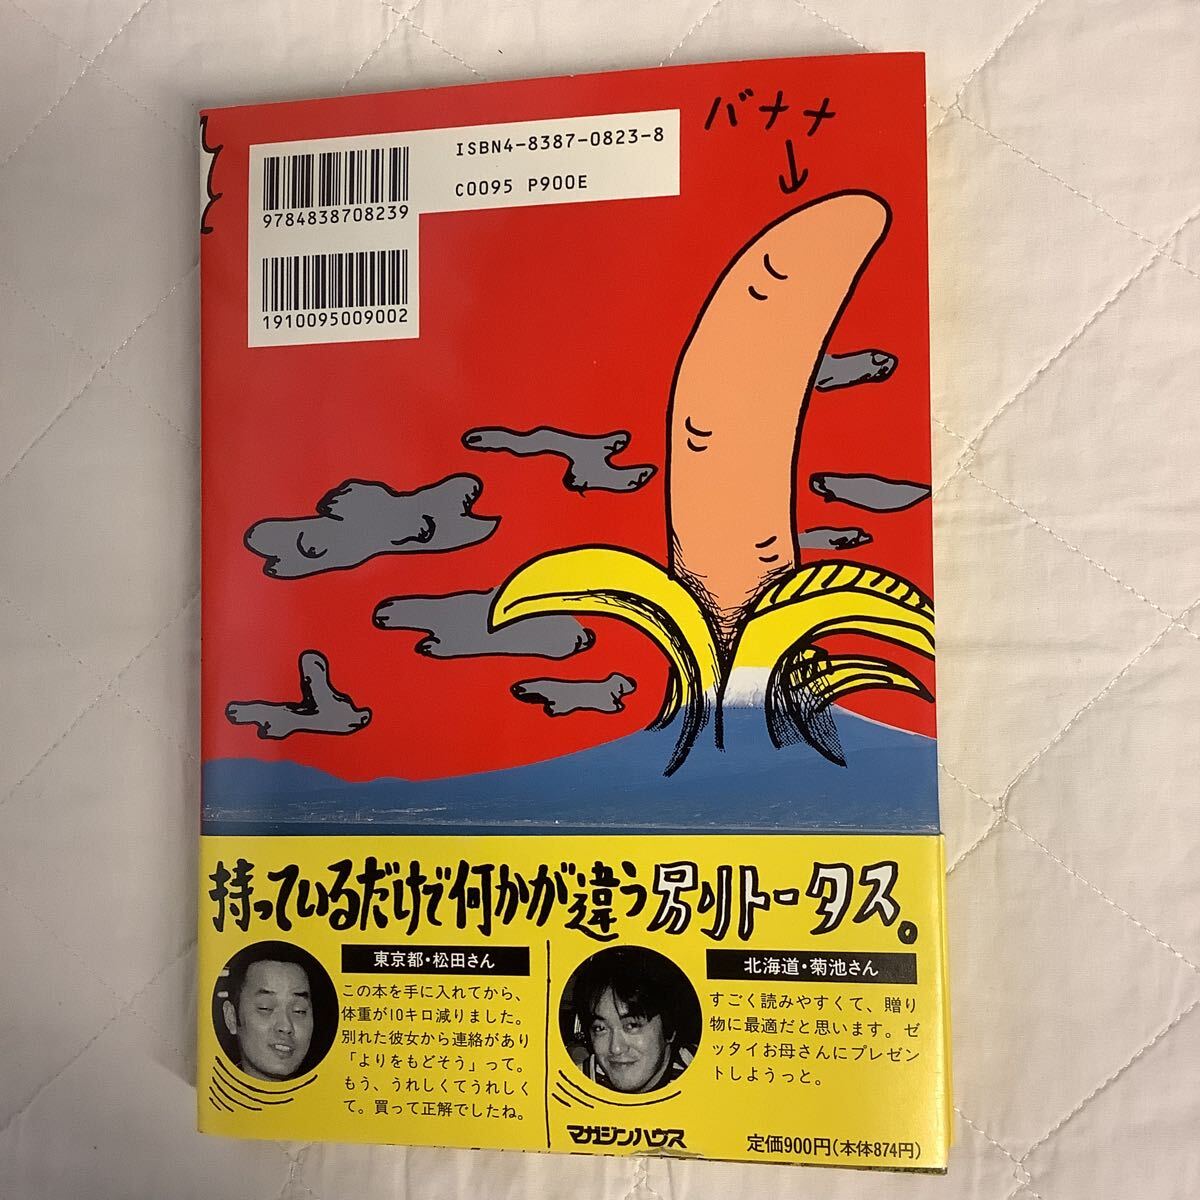 バナナ
ISBN4-8387-0823-8
C0095 P900E
9784838708239
1910095009002
持っているだけで何かが違う別リトータス。
東京都・松田さん
この本を手に入れてから、
体重が10キロ減りました。
別れた彼女から連絡があり
「よりをもどそう」って。
もう、うれしくてうれしく
て。買って正解でしたね。
北海道・菊池さん
すごく読みやすくて、贈り
物に最適だと思います。ゼ
ッタイお母さんにプレゼン
トしようっと。
マガジンハウス
定価900円(本体874円)